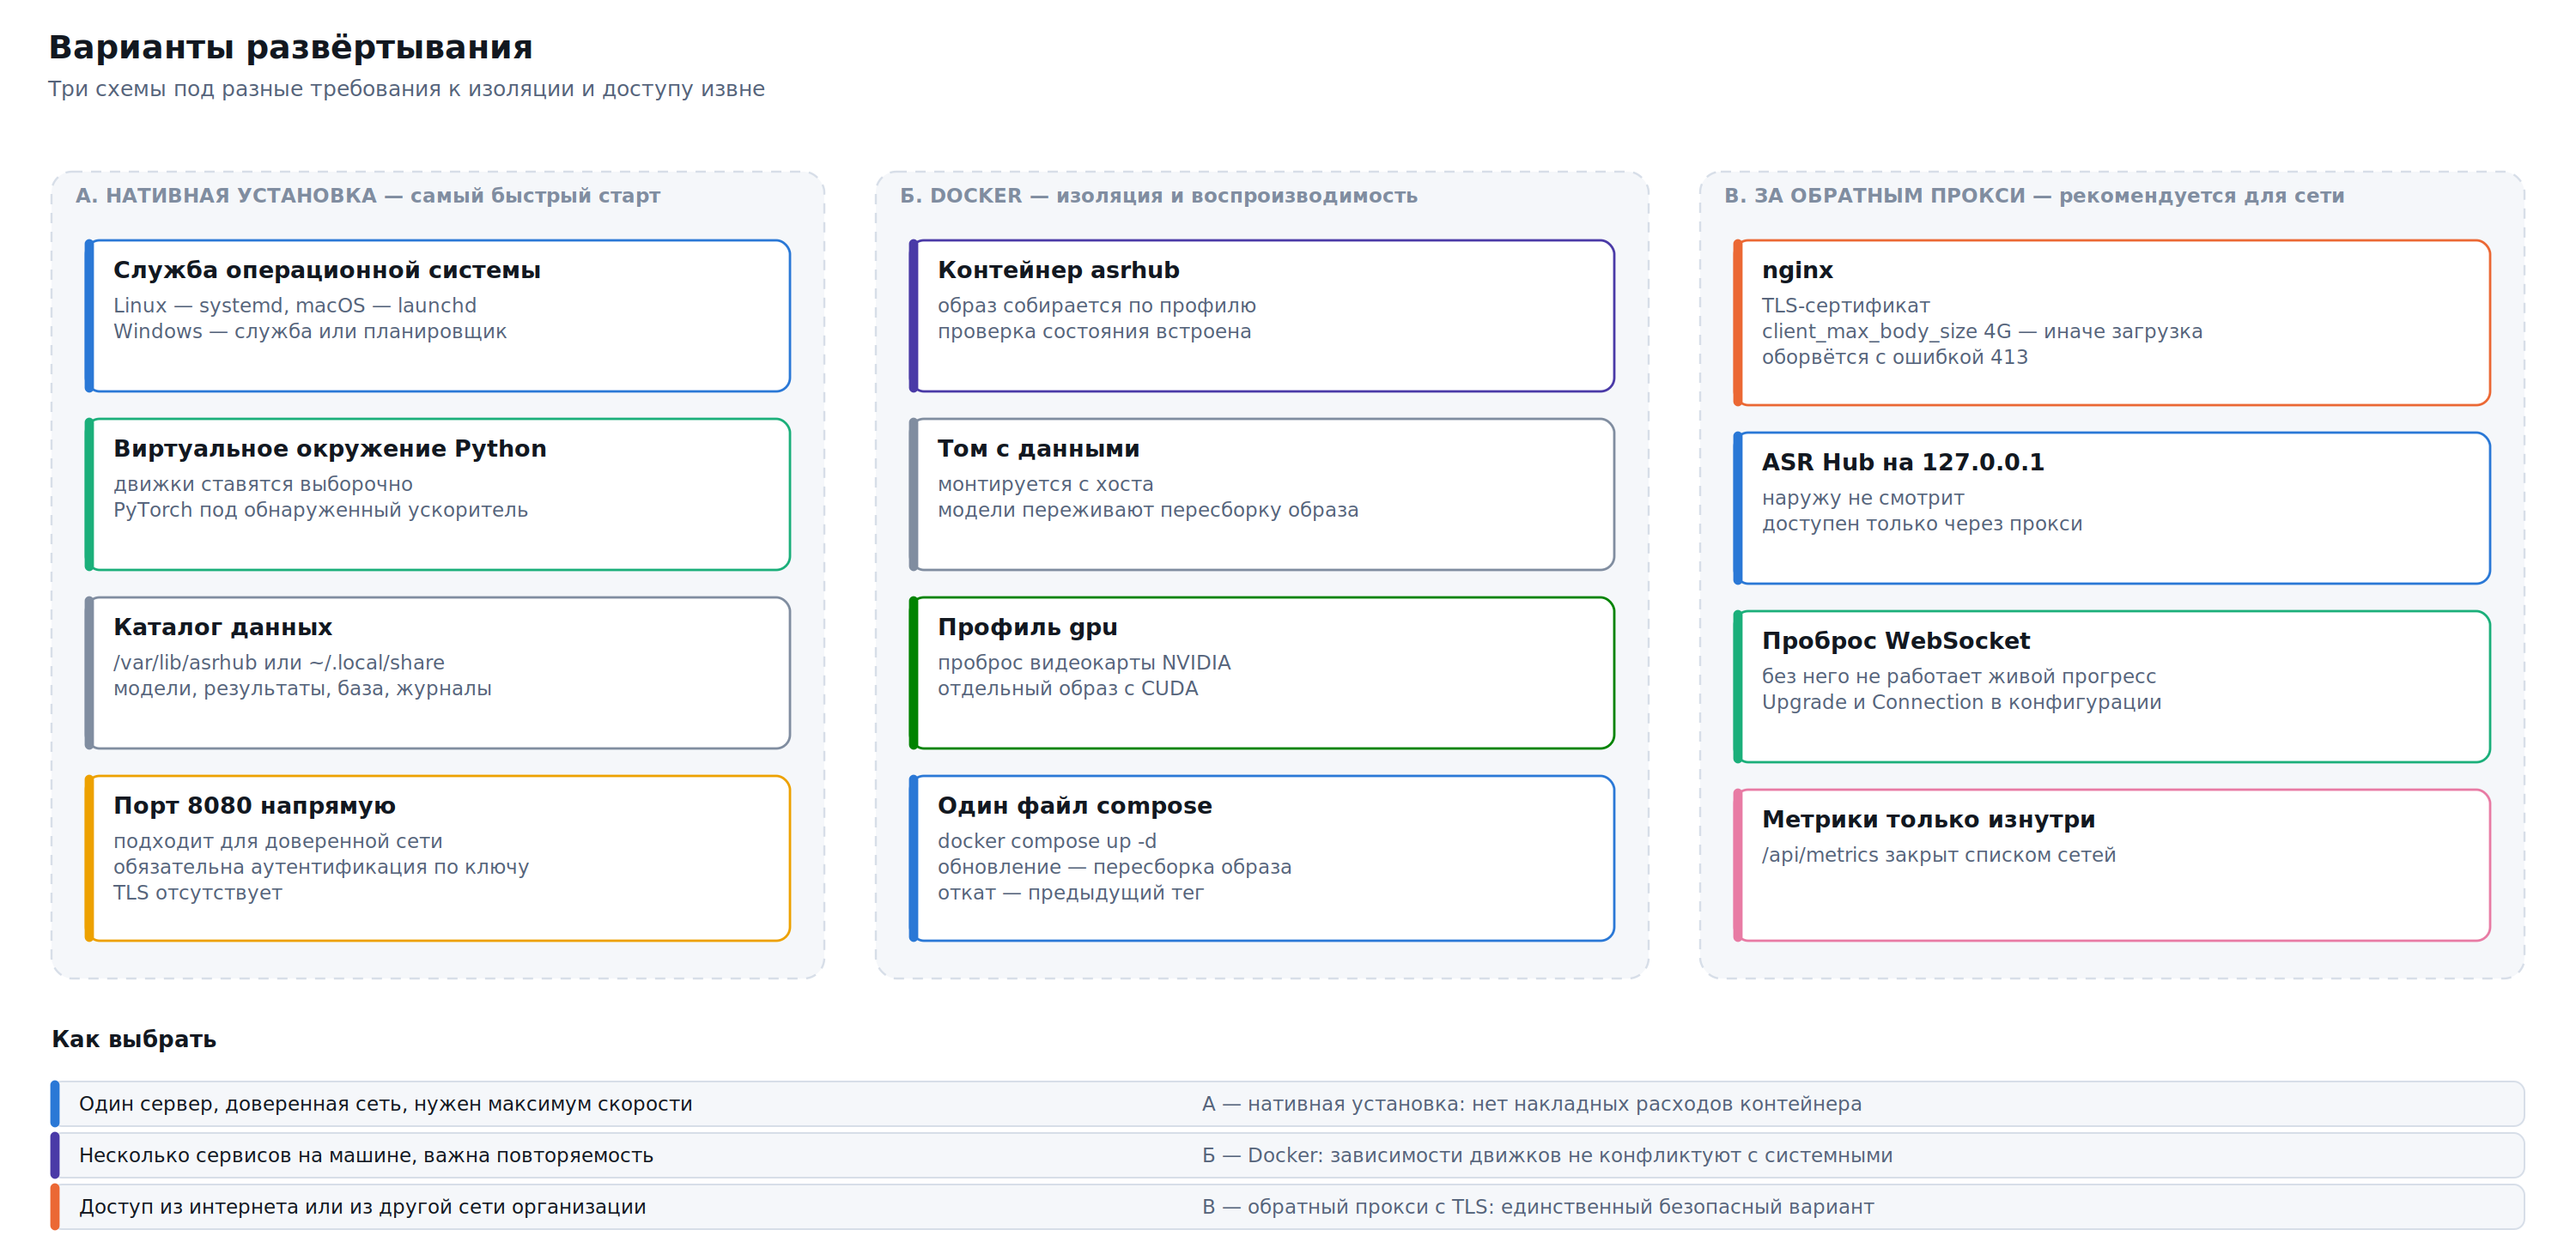 Варианты развёртывания
Три схемы под разные требования к изоляции и доступу извне
А. НАТИВНАЯ УСТАНОВКА — самый быстрый старт
Служба операционной системы
Linux — systemd, macOS — launchd
Windows — служба или планировщик
Виртуальное окружение Python
движки ставятся выборочно
PyTorch под обнаруженный ускоритель
Каталог данных
/var/lib/asrhub или ~/.local/share
модели, результаты, база, журналы
Порт 8080 напрямую
подходит для доверенной сети
обязательна аутентификация по ключу
TLS отсутствует
Б. DOCKER — изоляция и воспроизводимость
Контейнер asrhub
образ собирается по профилю
проверка состояния встроена
Том с данными
монтируется с хоста
модели переживают пересборку образа
Профиль gpu
проброс видеокарты NVIDIA
отдельный образ с CUDA
Один файл compose
docker compose up -d
обновление — пересборка образа
откат — предыдущий тег
В. ЗА ОБРАТНЫМ ПРОКСИ — рекомендуется для сети
nginx
TLS-сертификат
client_max_body_size 4G — иначе загрузка
оборвётся с ошибкой 413
ASR Hub на 127.0.0.1
наружу не смотрит
доступен только через прокси
Проброс WebSocket
без него не работает живой прогресс
Upgrade и Connection в конфигурации
Метрики только изнутри
/api/metrics закрыт списком сетей
Как выбрать
Один сервер, доверенная сеть, нужен максимум скорости
А — нативная установка: нет накладных расходов контейнера
Несколько сервисов на машине, важна повторяемость
Б — Docker: зависимости движков не конфликтуют с системными
Доступ из интернета или из другой сети организации
В — обратный прокси с TLS: единственный безопасный вариант